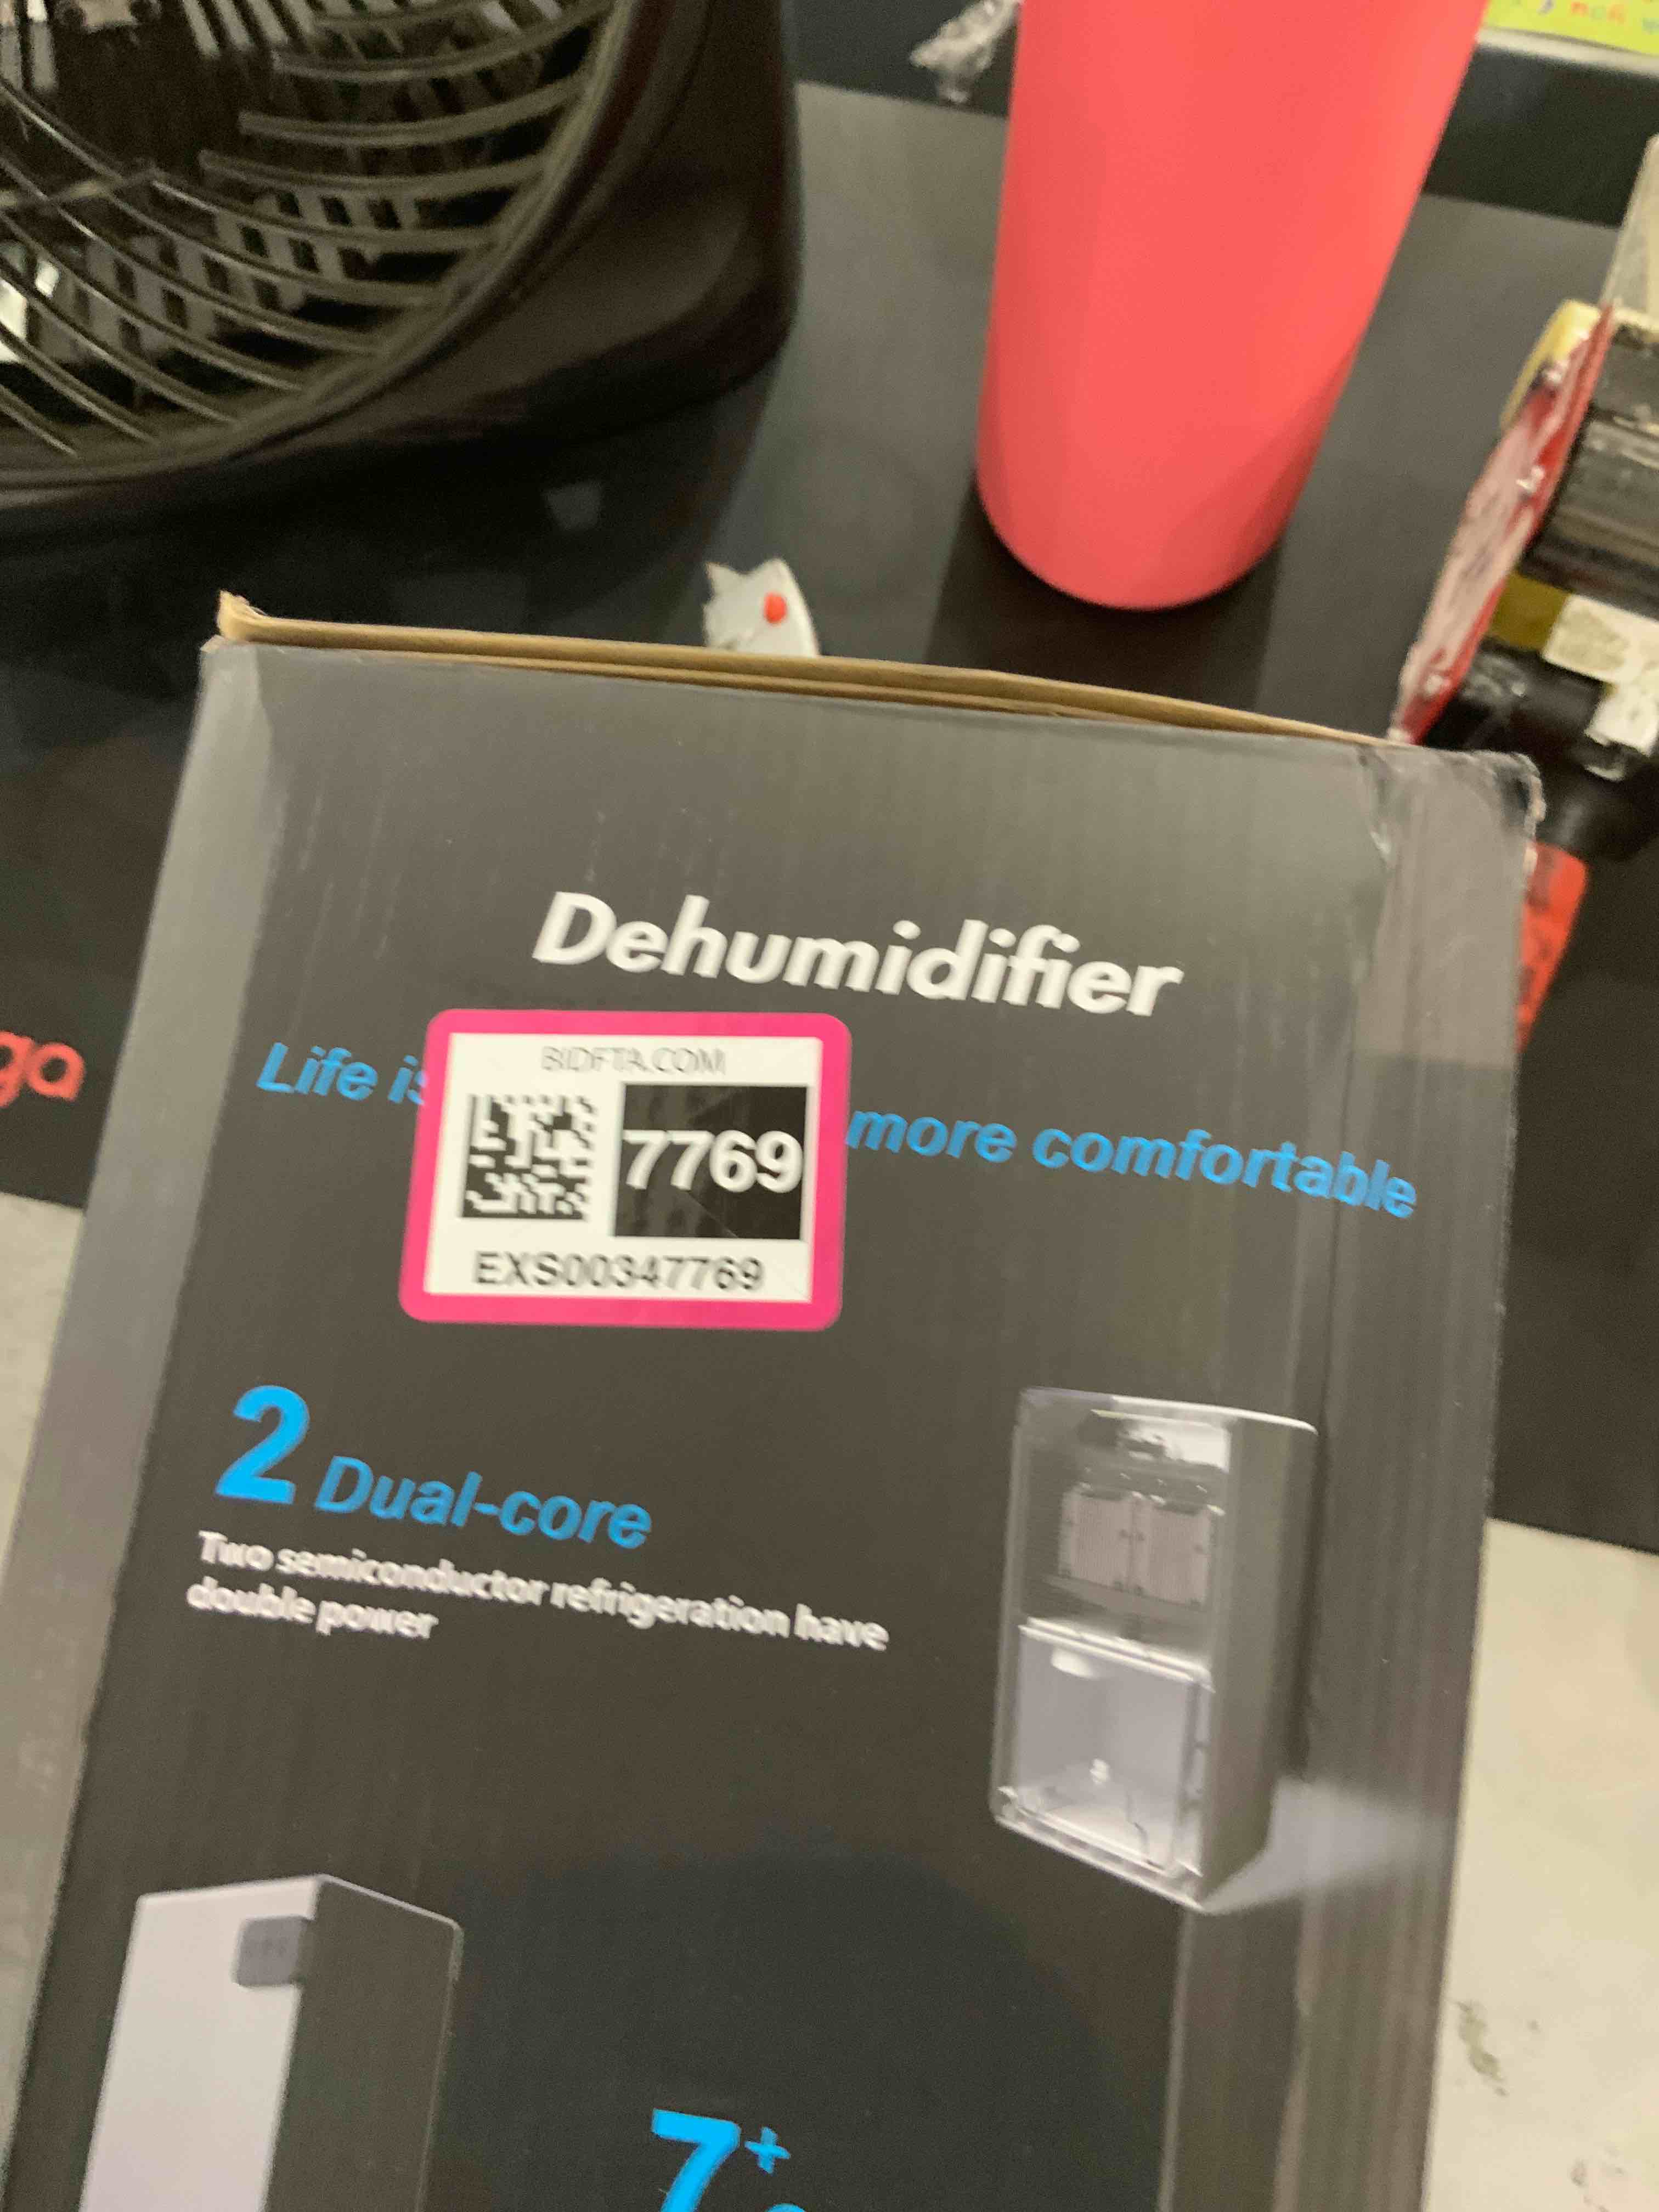 ga
Dehumidifier
Life is more comfortable
BIDFTA.COM
7769
EXS00347769
2 Dual-core
Two semiconductor refrigeration have
double power
7+